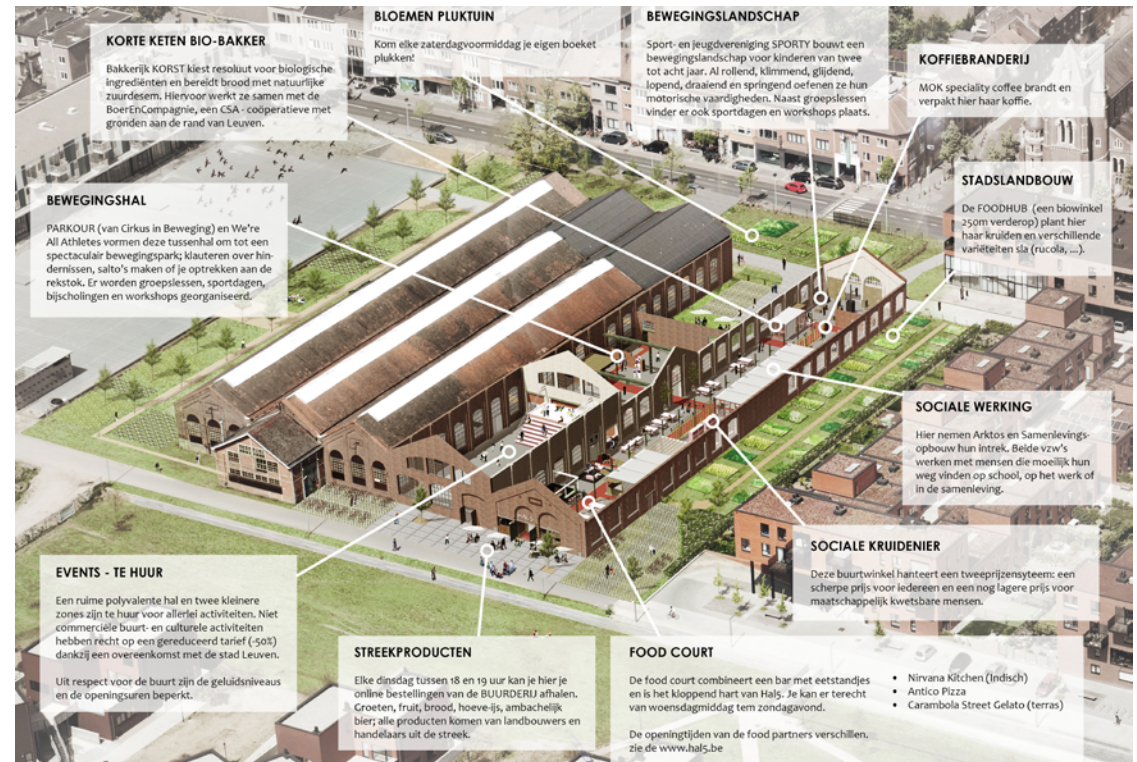 KORTE KETEN BIO-BAKKER
Bakkerijk KORST kiest resoluut voor biologische
ingrediënten en bereidt brood met natuurlijke
zuurdesem. Hiervoor werkt ze samen met de
BoerEnCompagnie, een CSA - coöperatieve met
gronden aan de rand van Leuven.
BLOEMEN PLUKTUIN
Kom elke zaterdagvoormiddag je eigen boeket
plukken!
BEWEGINGSLANDSCHAP
Sport- en jeugdvereniging SPORTY bouwt een
bewegingslandschap voor kinderen van twee
tot acht jaar. Al rollend, klimmend, glijdend,
lopend, draaiend en springend oefenen ze hun
motorische vaardigheden. Naast groepslessen
vinder er ook sportdagen en workshops plaats.
KOFFIEBRANDERIJ
MOK speciality coffee brandt en
verpakt hier haar koffie.
STADSLANDBOUW
De FOODHUB (een biowinkel
250m verderop) plant hier
haar kruiden en verschillende
variëteiten sla (rucola, ...).
BEWEGINGSHAL
PARKOUR (van Cirkus in Beweging) en We're
All Athletes vormen deze tussenhal om tot een
spectaculair bewegingspark; klauteren over hin-
dernissen, salto's maken of je optrekken aan de
rekstok. Er worden groepslessen, sportdagen,
bijscholingen en workshops georganiseerd.
SOCIALE WERKING
Hier nemen Arktos en Samenlevings-
opbouw hun intrek. Beide vzw's
werken met mensen die moeilijk hun
weg vinden op school, op het werk of
in de samenleving.
SOCIALE KRUIDENIER
Deze buurtwinkel hanteert een tweeprijzensyteem: een
scherpe prijs voor iedereen en een nog lagere prijs voor
maatschappelijk kwetsbare mensen.
EVENTS - TE HUUR
Een ruime polyvalente hal en twee kleinere
zones zijn te huur voor allerlei activiteiten. Niet
commerciële buurt- en culturele activiteiten
hebben recht op een gereduceerd tarief (-50%)
dankzij een overeenkomst met de stad Leuven.
Uit respect voor de buurt zijn de geluidsniveaus
en de openingsuren beperkt.
STREEKPRODUCTEN
Elke dinsdag tussen 18 en 19 uur kan je hier je
online bestellingen van de BUURDERIJ afhalen.
Groeten, fruit, brood, hoeve-ijs, ambachelijk
bier; alle producten komen van landbouwers en
handelaars uit de streek.
FOOD COURT
De food court combineert een bar met eetstandjes
en is het kloppend hart van Hal5. Je kan er terecht
van woensdagmiddag tem zondagavond.
De openingtijden van de food partners verschillen.
zie de www.hal5.be
• Nirvana Kitchen (Indisch)
• Antico Pizza
• Carambola Street Gelato (terras)